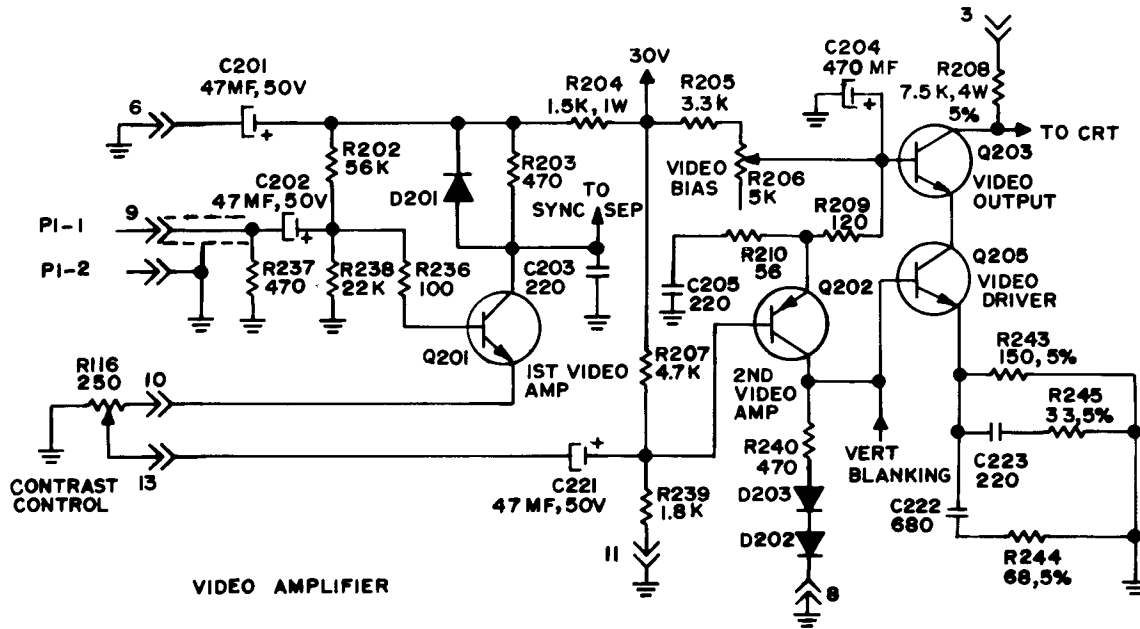 3
C204
470 MF
R208
7.5K, 4W
5%
30V
C201
47MF, 50V
R204
1.5K, 1W
R205
3.3K
6
TO CRT
Q203
VIDEO
OUTPUT
R202
56K
R203
470
VIDEO
BIAS
R206
5K
D201
TO
SYNC SEP
C202
47MF, 50V
R209
120
P1-1
9
P1-2
R237
470
R238
22K
R236
100
C203
220
R210
56
C205
220
Q202
Q205
VIDEO
DRIVER
Q201
1ST VIDEO
AMP
R207
4.7K
2ND
VIDEO
AMP
R243
150, 5%
R116
250
10
R245
33, 5%
R240
470
VERT
BLANKING
C223
220
13
CONTRAST
CONTROL
C221
47MF, 50V
R239
1.8K
D203
C222
680
D202
11
R244
68, 5%
8
VIDEO AMPLIFIER